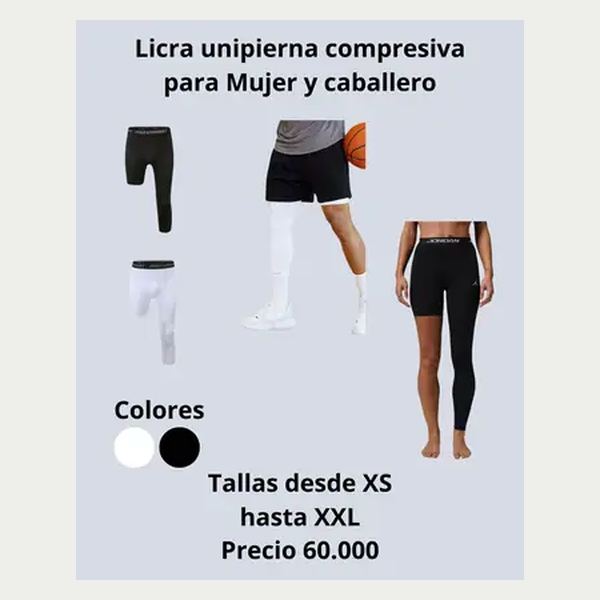 Licra unipierna compresiva
para Mujer y caballero
Colores
Tallas desde XS
hasta XXL
Precio 60.000